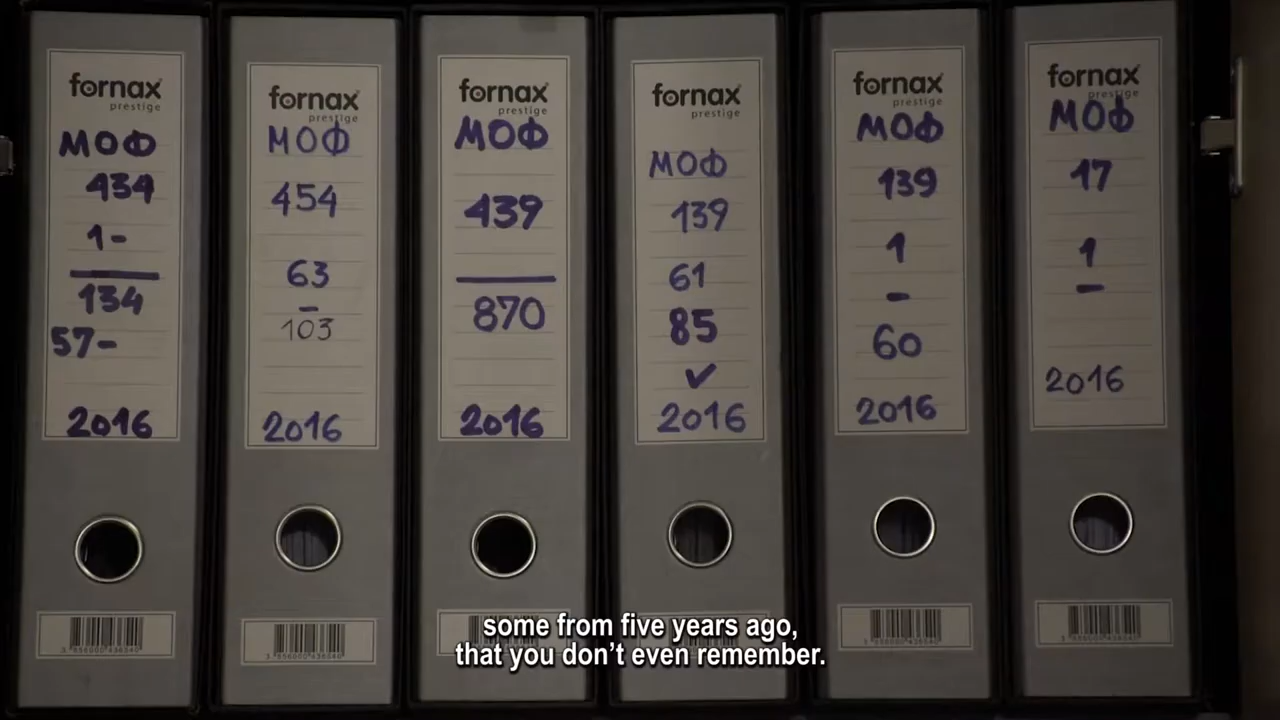 fornax
prestige
МОФ
434
1-
134
57-
2016
fornax
prestige
МОФ
454
63
-
103
2016
fornax
prestige
МОФ
439
870
2016
fornax
prestige
МОФ
139
61
85
✓
2016
fornax
prestige
МОФ
139
1
-
60
2016
fornax
prestige
МОФ
17
1
-
2016
some from five years ago,
that you don't even remember.